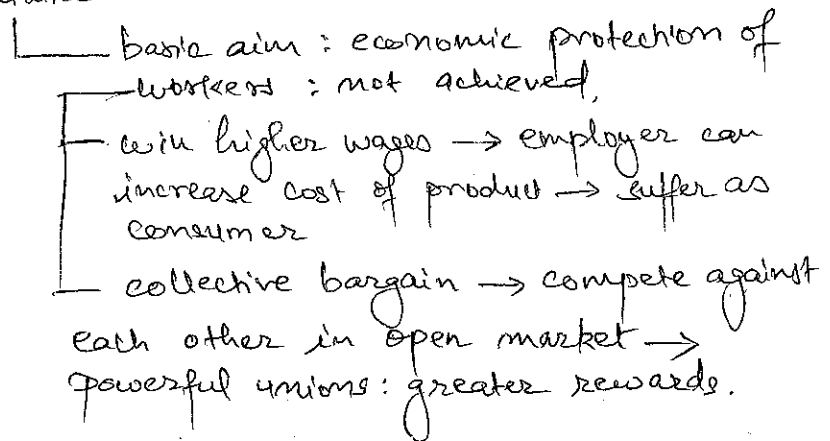 basic aim : economic protection of
workers : not achieved.
win higher wages → employer can
increase cost of product → suffer as
consumer
collective bargain → compete against
each other in open market →
powerful unions : greater rewards.